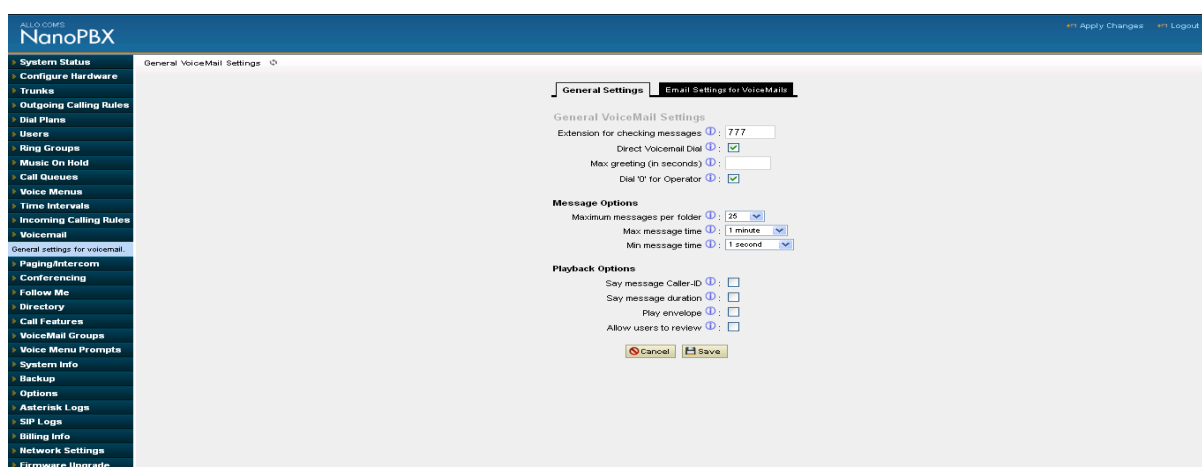 ALLO.COM'S
NanoPBX
Apply Changes Logout
System Status
Configure Hardware
Trunks
Outgoing Calling Rules
Dial Plans
Users
Ring Groups
Music On Hold
Call Queues
Voice Menus
Time Intervals
Incoming Calling Rules
Voicemail
General settings for voicemail.
Paging/Intercom
Conferencing
Follow Me
Directory
Call Features
VoiceMail Groups
Voice Menu Prompts
System Info
Backup
Options
Asterisk Logs
SIP Logs
Billing Info
Network Settings
Firmware Upgrade
General VoiceMail Settings
General Settings Email Settings for VoiceMails
General VoiceMail Settings
Extension for checking messages : 777
Direct Voicemail Dial :
Max greeting (in seconds) :
Dial '0' for Operator :
Message Options
Maximum messages per folder : 25
Max message time : 1 minute
Min message time : 1 second
Playback Options
Say message Caller-ID :
Say message duration :
Play envelope :
Allow users to review :
Cancel Save